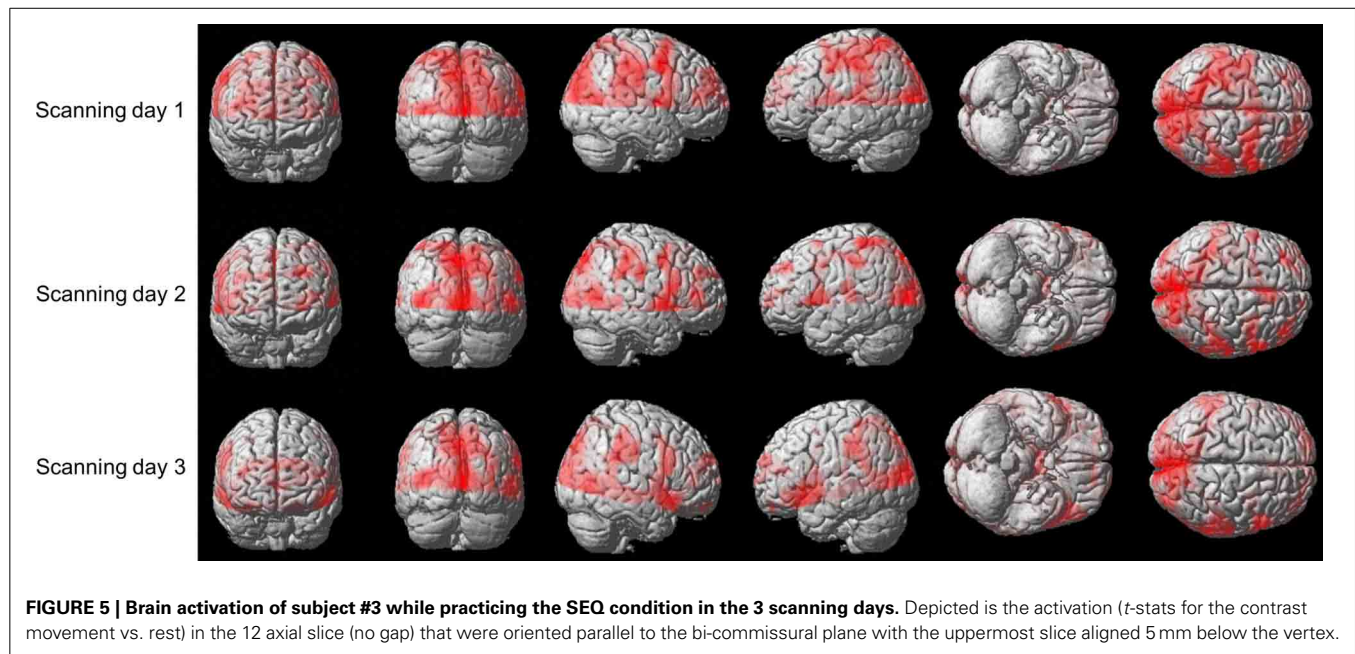 Scanning day 1
Scanning day 2
Scanning day 3
FIGURE 5 | Brain activation of subject #3 while practicing the SEQ condition in the 3 scanning days. Depicted is the activation (t-stats for the contrast
movement vs. rest) in the 12 axial slice (no gap) that were oriented parallel to the bi-commissural plane with the uppermost slice aligned 5 mm below the vertex.